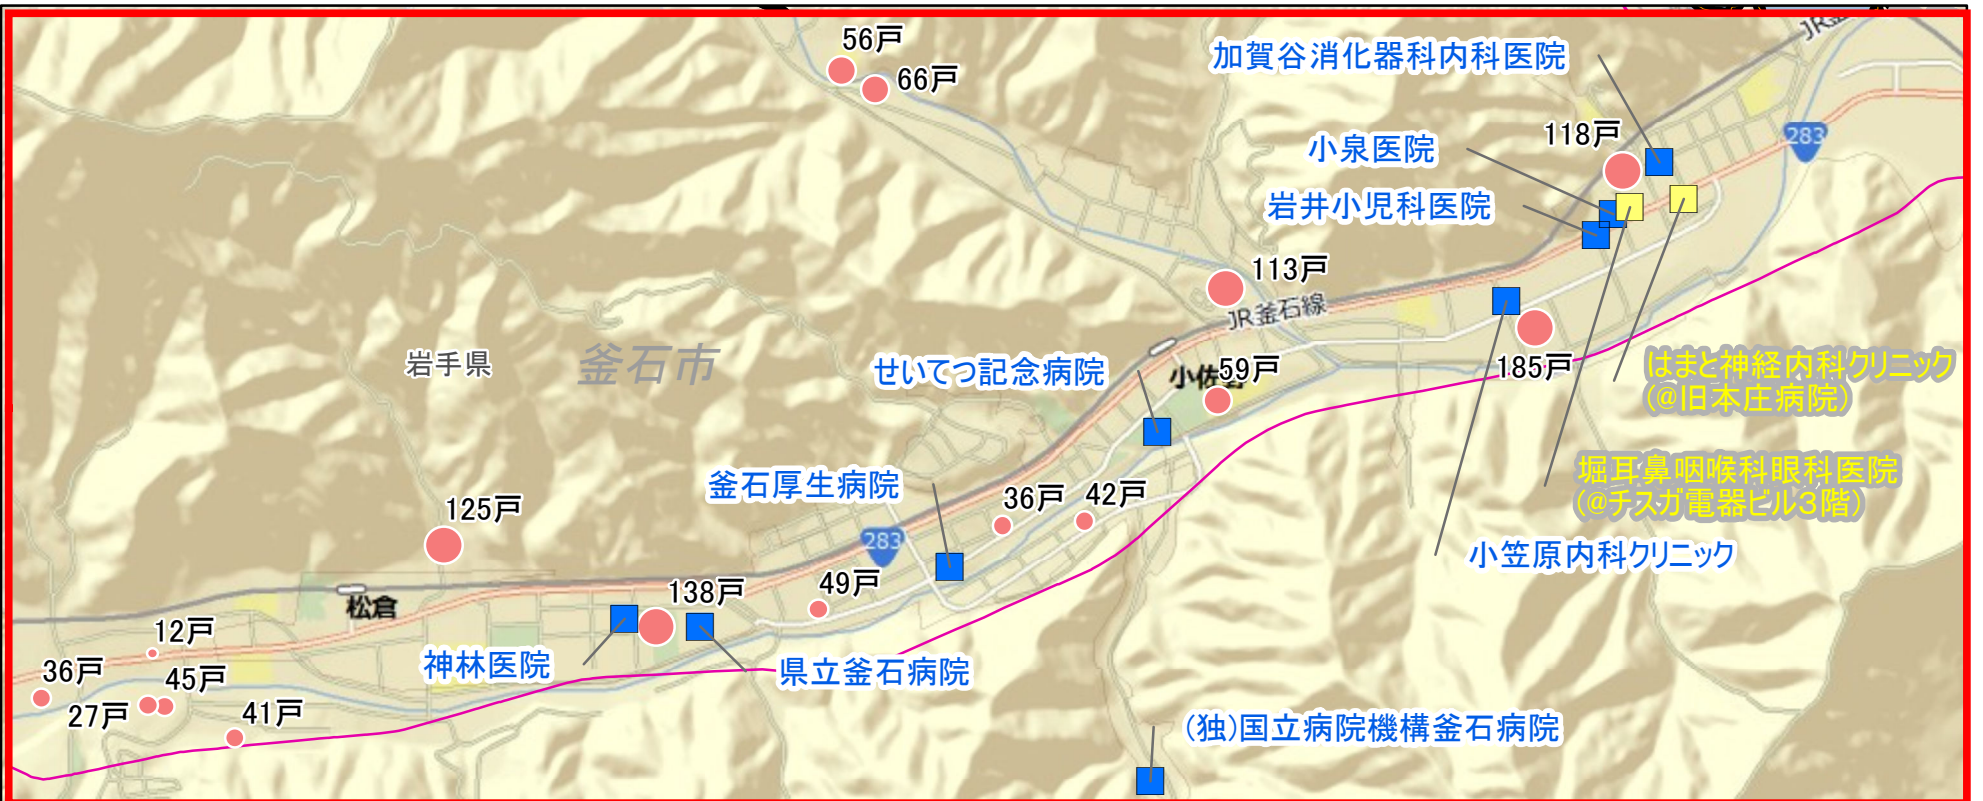 JR釜
56戸
66戸
加賀谷消化器科内科医院
118戸
283
小泉医院
岩井小児科医院
113戸
JR釜石線
岩手県
釜石市
せいてつ記念病院
小佐
59戸
185戸
はまと神経内科クリニック
(@旧本庄病院)
釜石厚生病院
36戸
42戸
堀耳鼻咽喉科眼科医院
(@チスガ電器ビル3階)
125戸
283
小笠原内科クリニック
49戸
138戸
松倉
12戸
神林医院
県立釜石病院
36戸
45戸
27戸
41戸
(独)国立病院機構釜石病院